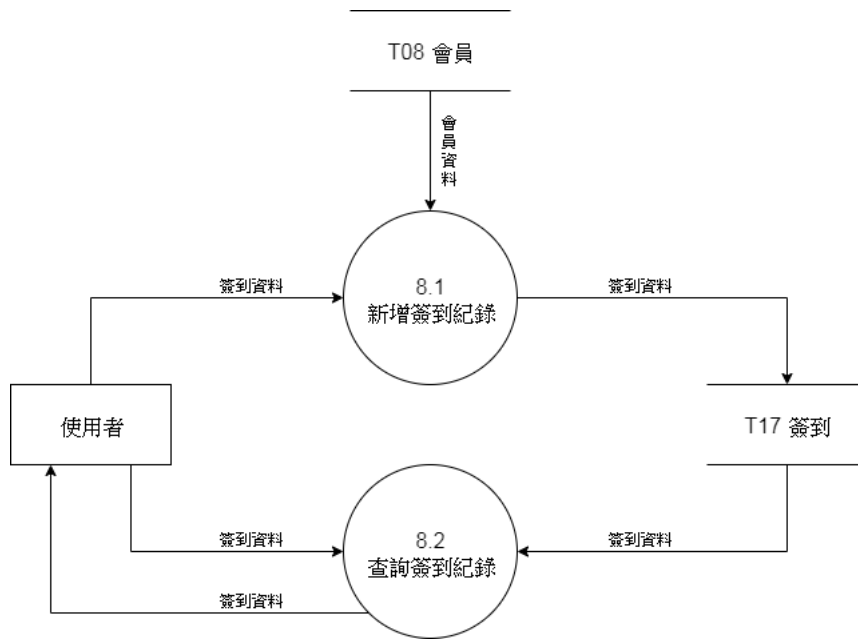 T08 會員
會員資料
8.1
新增簽到紀錄
簽到資料
簽到資料
使用者
T17 簽到
8.2
查詢簽到紀錄
簽到資料
簽到資料
簽到資料